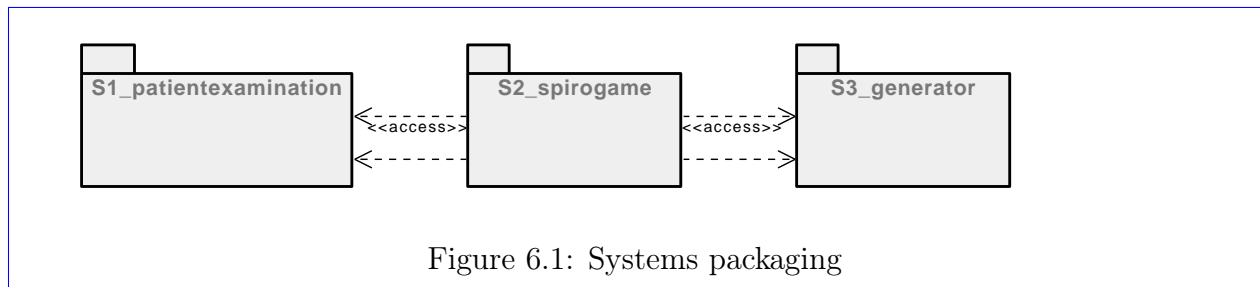 S1_patientexamination
S2_spirogame
S3_generator
<<access>>
<<access>>
Figure 6.1: Systems packaging